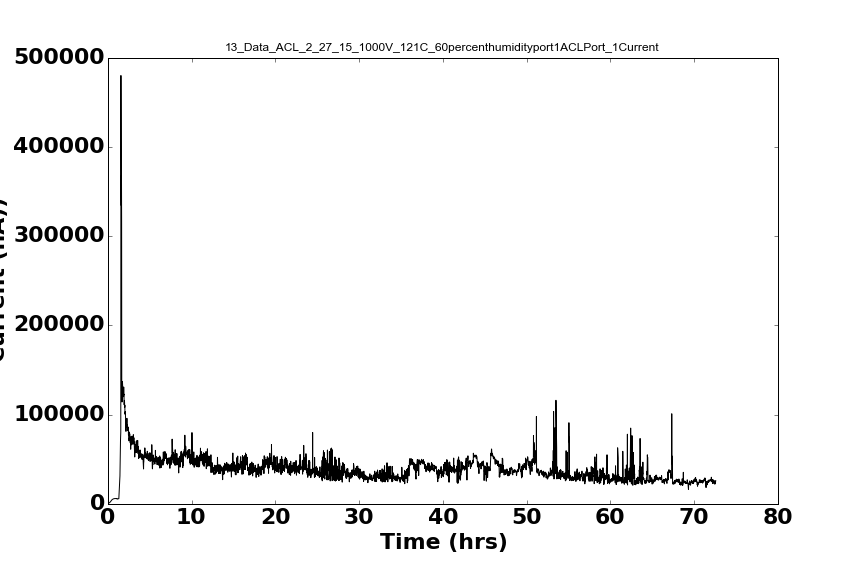 13_Data_ACL_2_27_15_1000V_121C_60percenthumidityport1ACLPort_1Current
500000
400000
300000
200000
100000
0
0 10 20 30 40 50 60 70 80
Time (hrs)